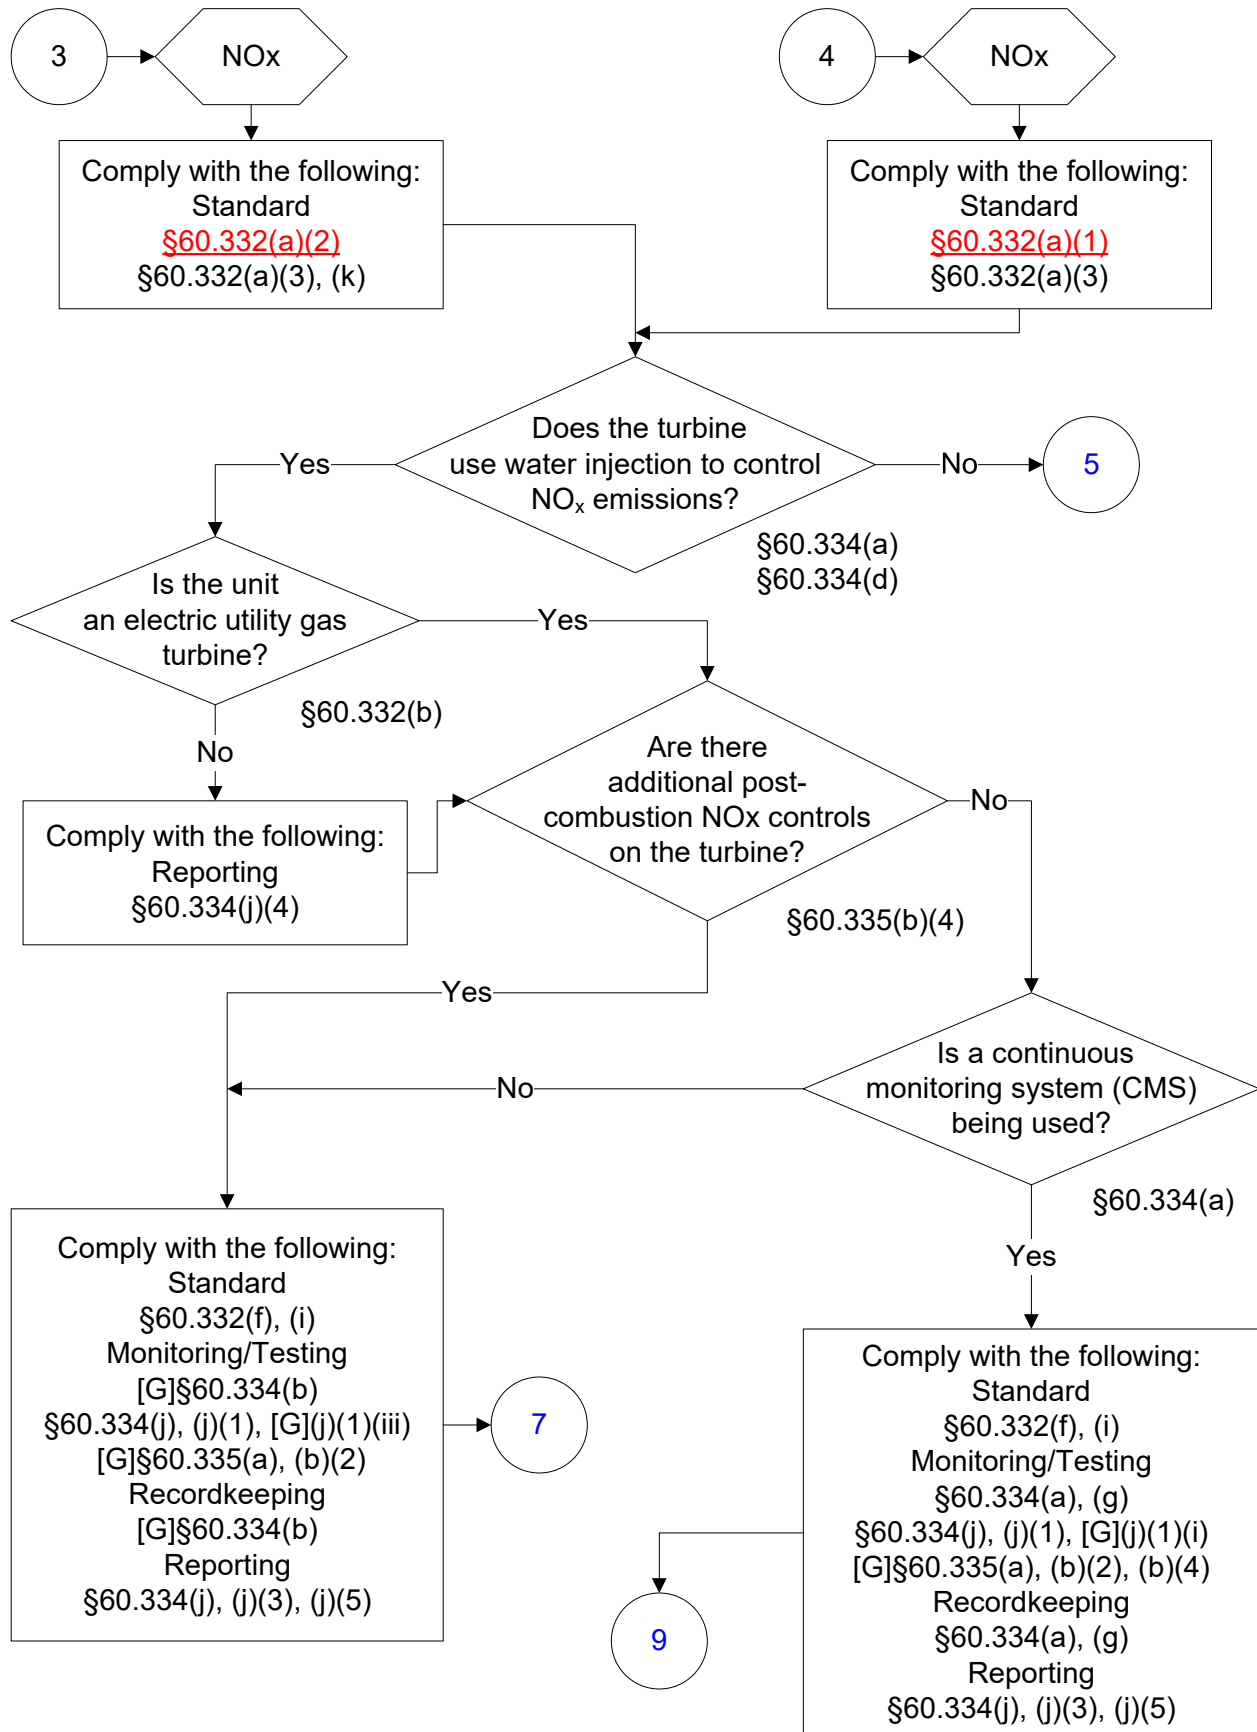 3
NOx
4
NOx
Comply with the following:
Standard
§60.332(a)(2)
§60.332(a)(3), (k)
Comply with the following:
Standard
§60.332(a)(1)
§60.332(a)(3)
Does the turbine
use water injection to control
NOx emissions?
Yes
No
5
§60.334(a)
§60.334(d)
Is the unit
an electric utility gas
turbine?
Yes
§60.332(b)
No
Are there
additional post-
combustion NOx controls
on the turbine?
No
Comply with the following:
Reporting
§60.334(j)(4)
§60.335(b)(4)
Yes
Is a continuous
monitoring system (CMS)
being used?
No
§60.334(a)
Yes
Comply with the following:
Standard
§60.332(f), (i)
Monitoring/Testing
[G]§60.334(b)
§60.334(j), (j)(1), [G](j)(1)(iii)
[G]§60.335(a), (b)(2)
Recordkeeping
[G]§60.334(b)
Reporting
§60.334(j), (j)(3), (j)(5)
7
Comply with the following:
Standard
§60.332(f), (i)
Monitoring/Testing
§60.334(a), (g)
§60.334(j), (j)(1), [G](j)(1)(i)
[G]§60.335(a), (b)(2), (b)(4)
Recordkeeping
§60.334(a), (g)
Reporting
§60.334(j), (j)(3), (j)(5)
9